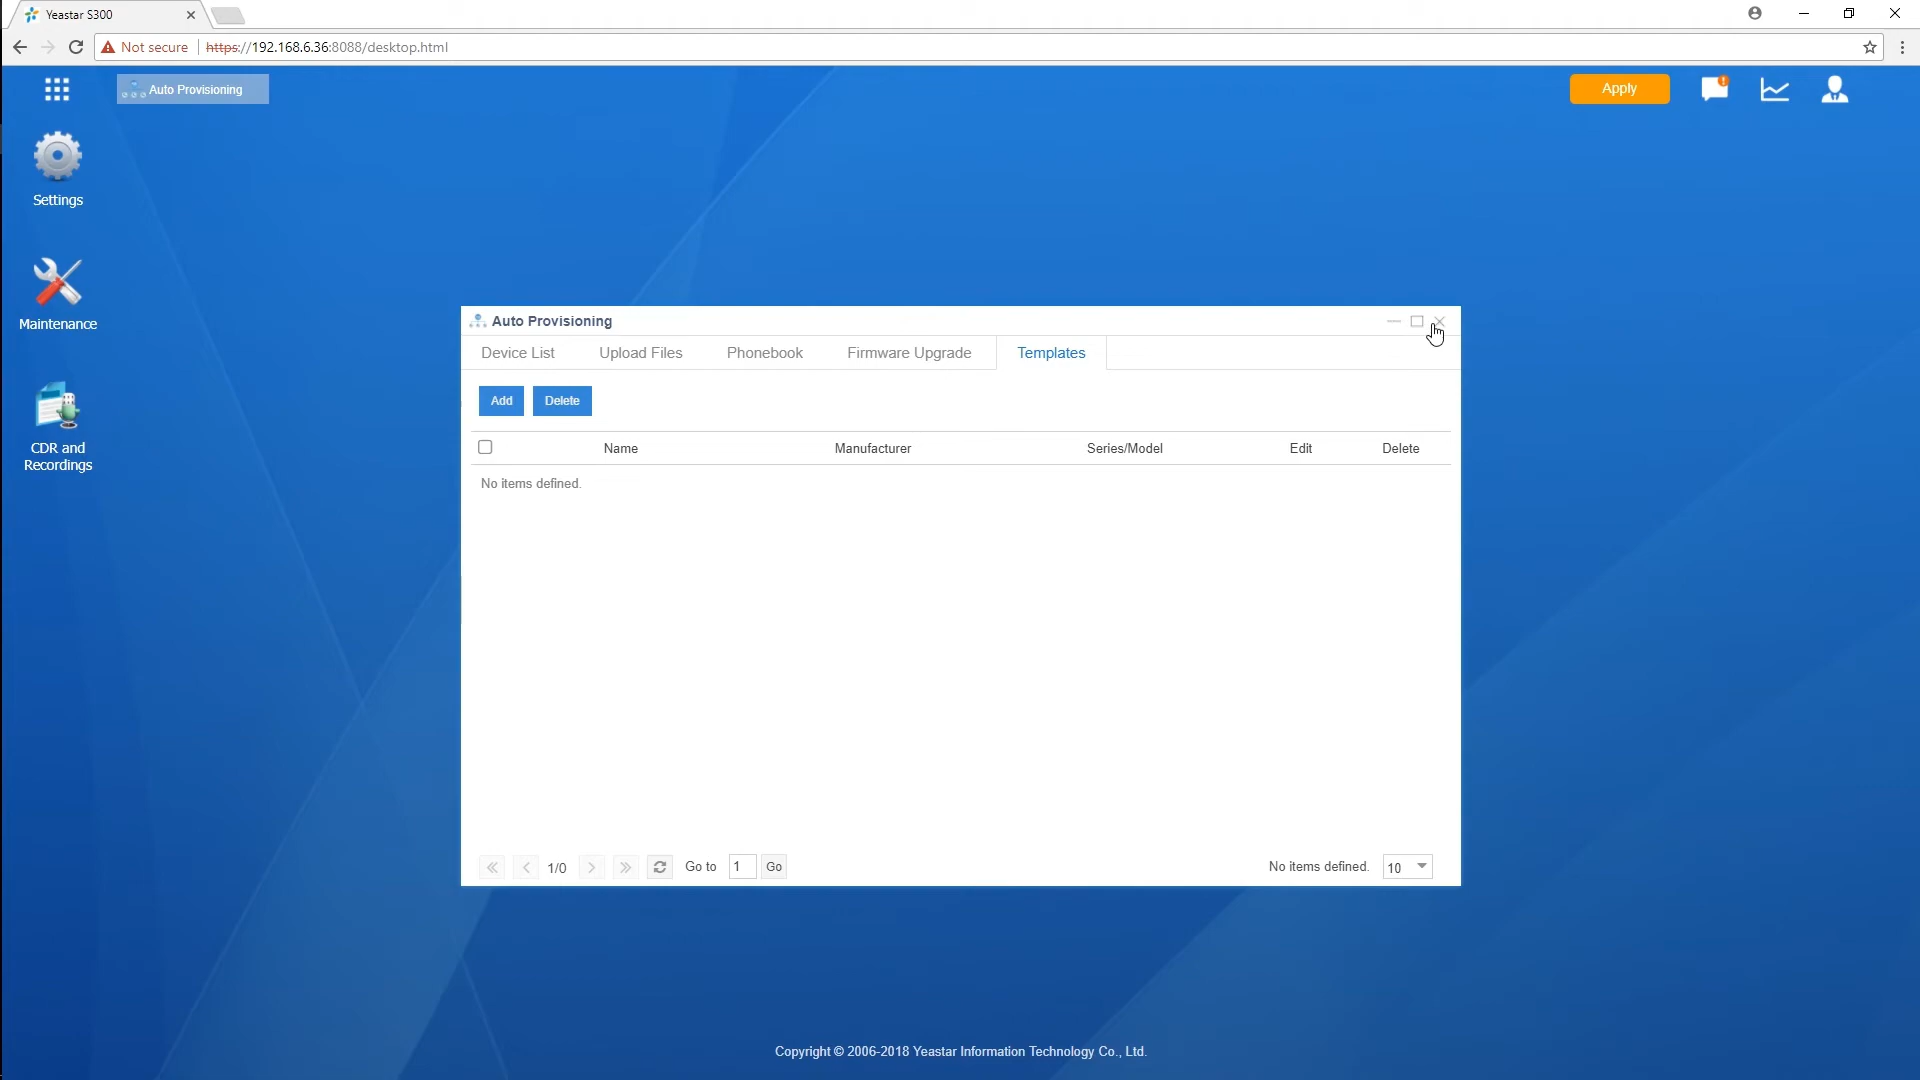 Yeastar S300
Not secure
https://192.168.6.36:8088/desktop.html
Auto Provisioning
Apply
Settings
Maintenance
CDR and
Recordings
Auto Provisioning
Device List
Upload Files
Phonebook
Firmware Upgrade
Templates
Add
Delete
Name
Manufacturer
Series/Model
Edit
Delete
No items defined.
1/0
Go to
1
Go
No items defined.
10
Copyright © 2006-2018 Yeastar Information Technology Co., Ltd.